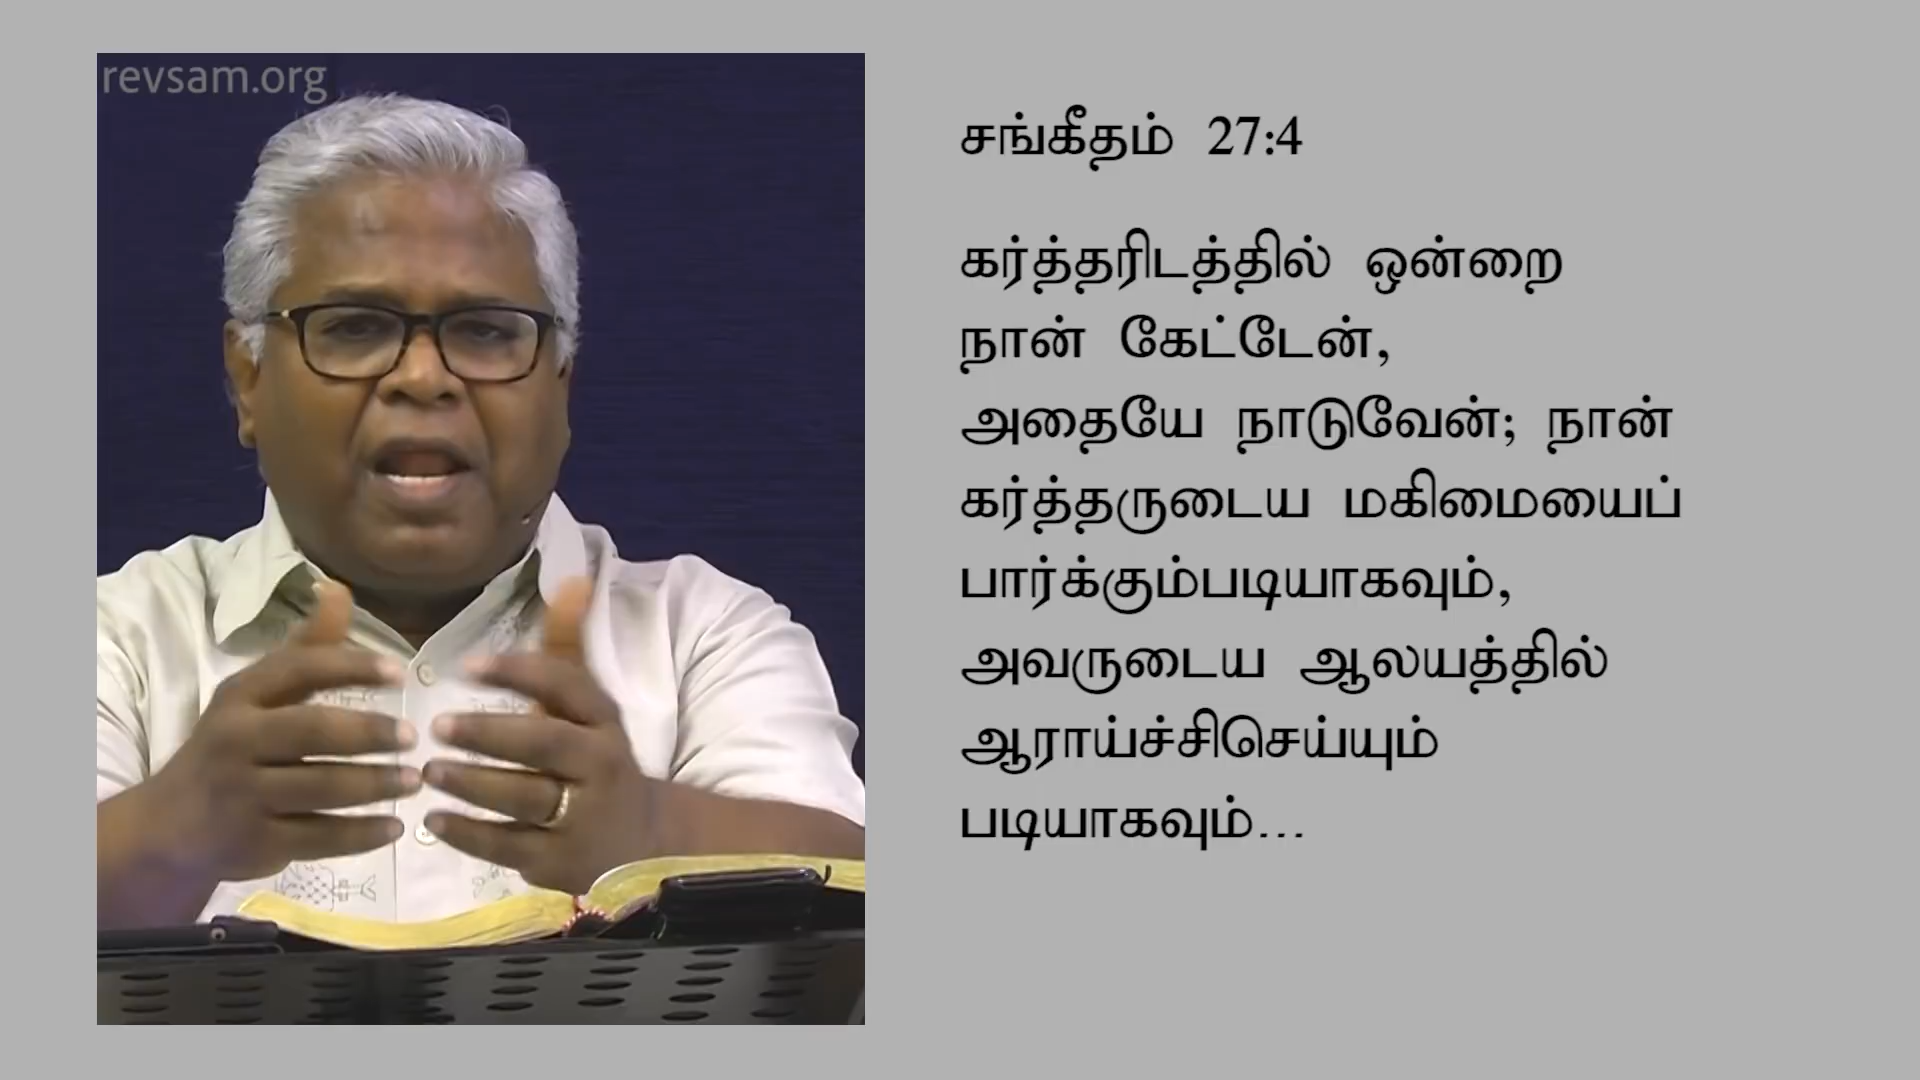 revsam.org
சங்கீதம் 27:4
கர்த்தரிடத்தில் ஒன்றை
நான் கேட்டேன்,
அதையே நாடுவேன்; நான்
கர்த்தருடைய மகிமையைப்
பார்க்கும்படியாகவும்,
அவருடைய ஆலயத்தில்
ஆராய்ச்சிசெய்யும்
படியாகவும்...